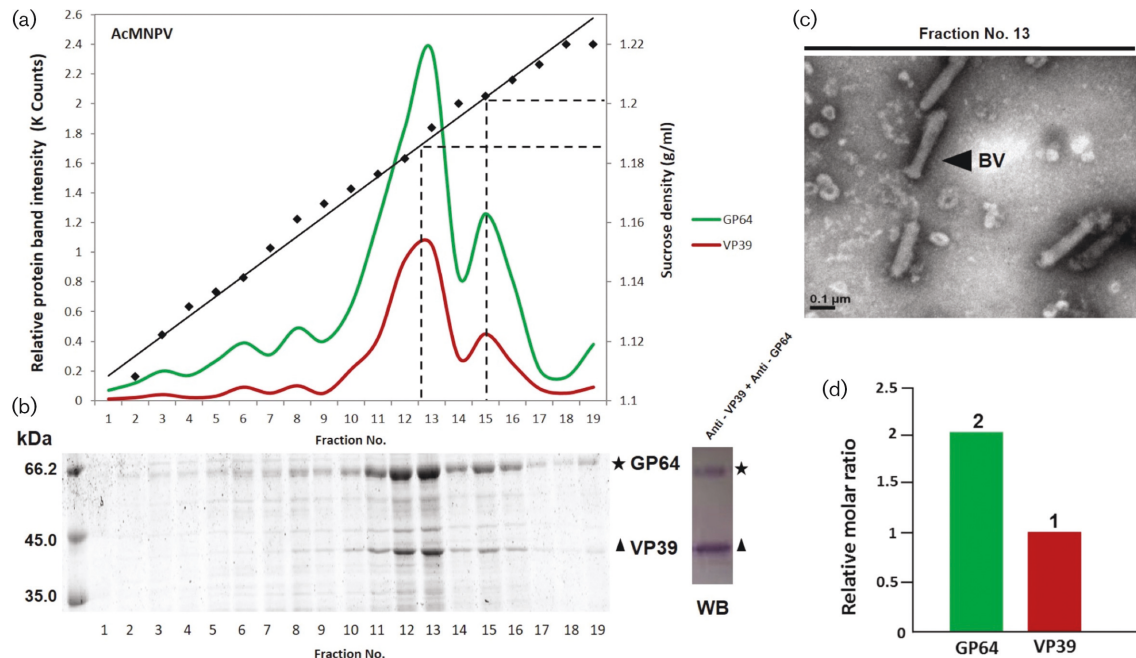 (a)
AcMNPV
Relative protein band intensity (K Counts)
2.6
2.4
2.2
2
1.8
1.6
1.4
1.2
1
0.8
0.6
0.4
0.2
0
1.22
1.2
1.18
1.16
1.14
1.12
1.1
Sucrose density (g/ml)
1 2 3 4 5 6 7 8 9 10 11 12 13 14 15 16 17 18 19
Fraction No.
GP64
VP39
(b)
kDa
66.2
45.0
35.0
★ GP64
▲ VP39
1 2 3 4 5 6 7 8 9 10 11 12 13 14 15 16 17 18 19
Fraction No.
Anti - VP39 + Anti - GP64
★
▲
WB
(c)
Fraction No. 13
BV
0.1 µm
(d)
Relative molar ratio
2.5
2
1.5
1
0.5
0
2
1
GP64
VP39